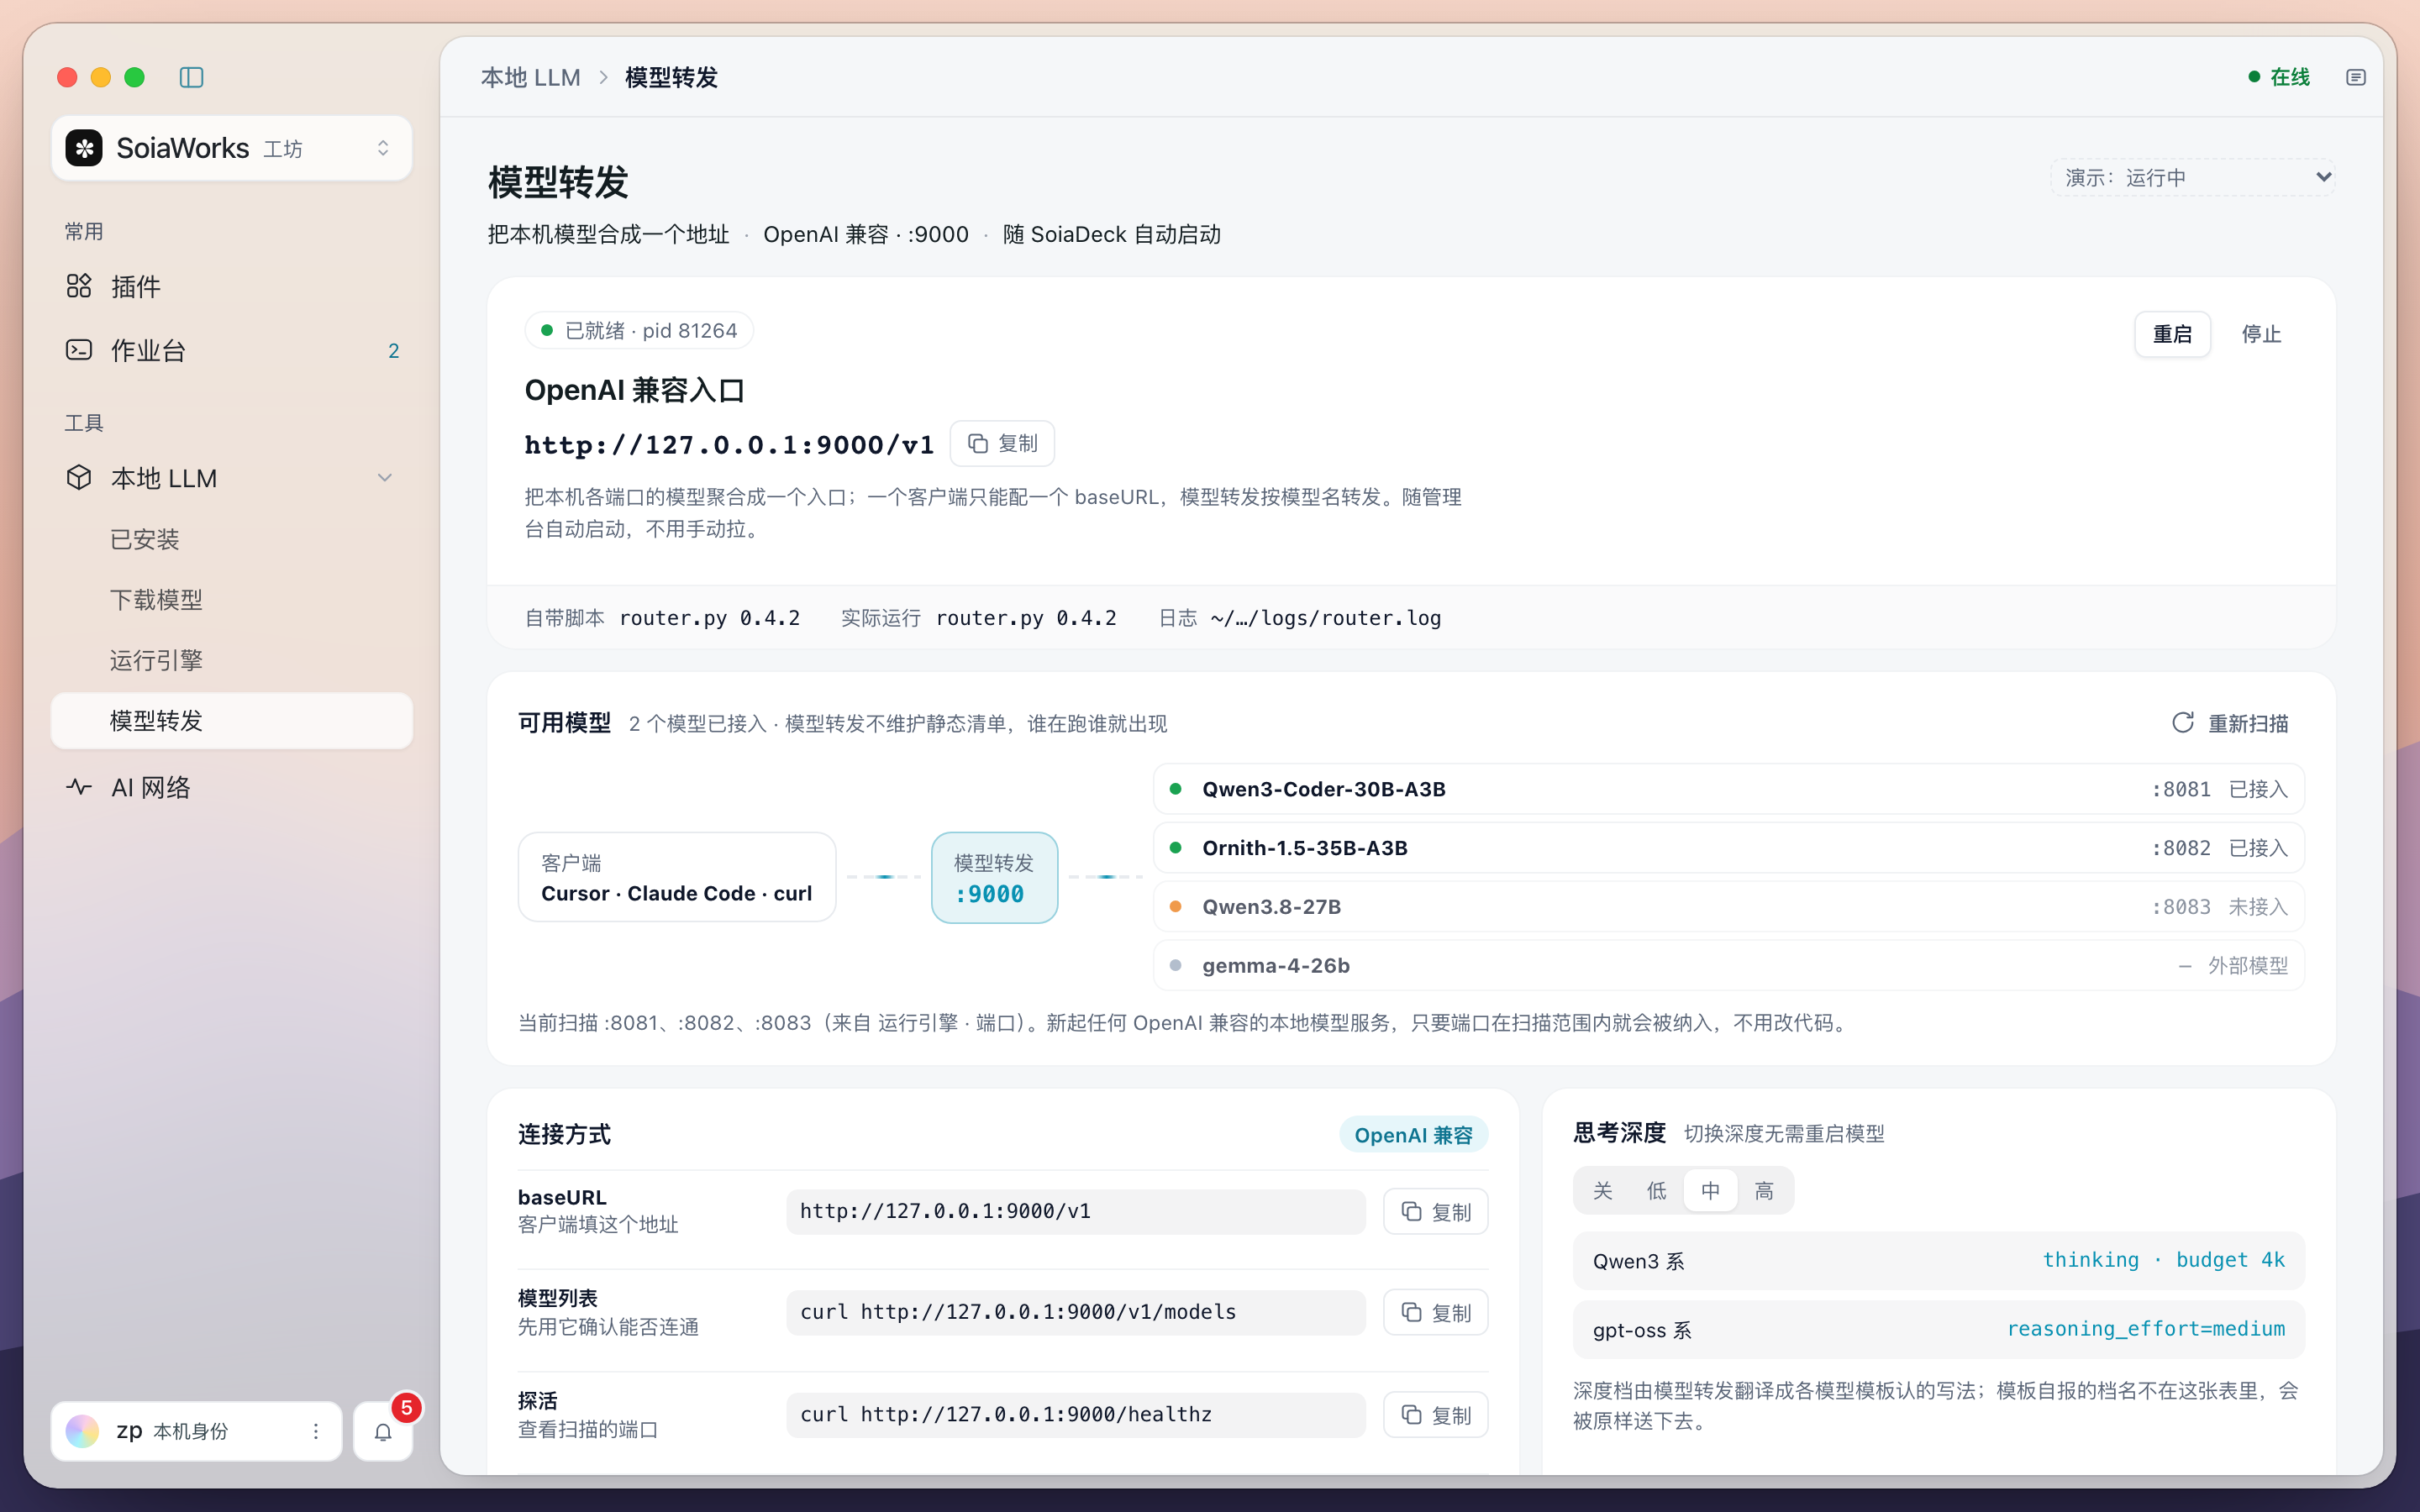 本地 LLM > 模型转发
在线
SoiaWorks 工坊
常用
插件
作业台 2
工具
本地 LLM
已安装
下载模型
运行引擎
模型转发
AI 网络
zp 本机身份
5
模型转发
演示：运行中
把本机模型合成一个地址 · OpenAI 兼容 · :9000 · 随 SoiaDeck 自动启动
已就绪 · pid 81264
重启 停止
OpenAI 兼容入口
http://127.0.0.1:9000/v1 复制
把本机各端口的模型聚合成一个入口；一个客户端只能配一个 baseURL，模型转发按模型名转发。随管理
台自动启动，不用手动拉。
自带脚本 router.py 0.4.2 实际运行 router.py 0.4.2 日志 ~/…/logs/router.log
可用模型 2 个模型已接入 · 模型转发不维护静态清单，谁在跑谁就出现
重新扫描
客户端
Cursor · Claude Code · curl
模型转发
:9000
Qwen3-Coder-30B-A3B :8081 已接入
Ornith-1.5-35B-A3B :8082 已接入
Qwen3.8-27B :8083 未接入
gemma-4-26b — 外部模型
当前扫描 :8081、:8082、:8083（来自 运行引擎 · 端口）。新起任何 OpenAI 兼容的本地模型服务，只要端口在扫描范围内就会被纳入，不用改代码。
连接方式 OpenAI 兼容
baseURL
客户端填这个地址
http://127.0.0.1:9000/v1 复制
模型列表
先用它确认能否连通
curl http://127.0.0.1:9000/v1/models 复制
探活
查看扫描的端口
curl http://127.0.0.1:9000/healthz 复制
思考深度 切换深度无需重启模型
关 低 中 高
Qwen3 系 thinking · budget 4k
gpt-oss 系 reasoning_effort=medium
深度档由模型转发翻译成各模型模板认的写法；模板自报的档名不在这张表里，会
被原样送下去。